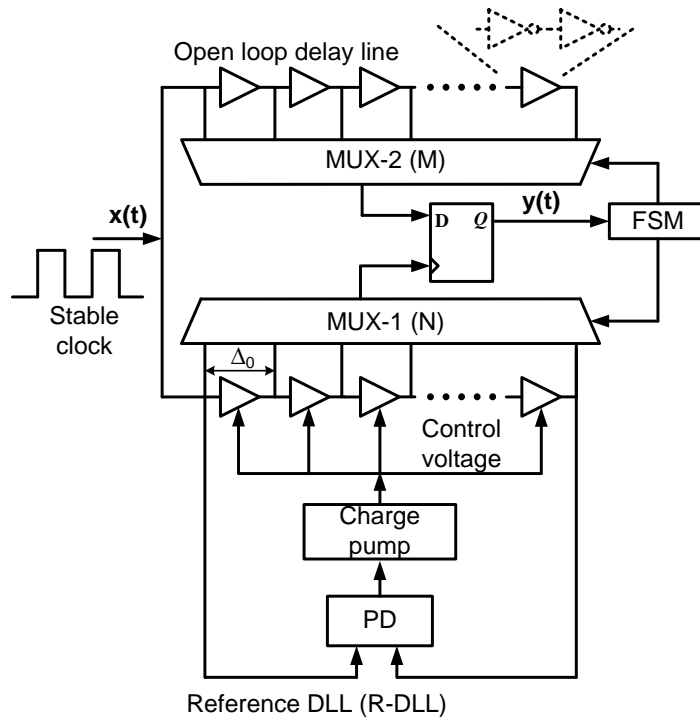 Open loop delay line
MUX-2 (M)
x(t)
D Q
y(t)
FSM
Stable
clock
MUX-1 (N)
Δ0
Control
voltage
Charge
pump
PD
Reference DLL (R-DLL)